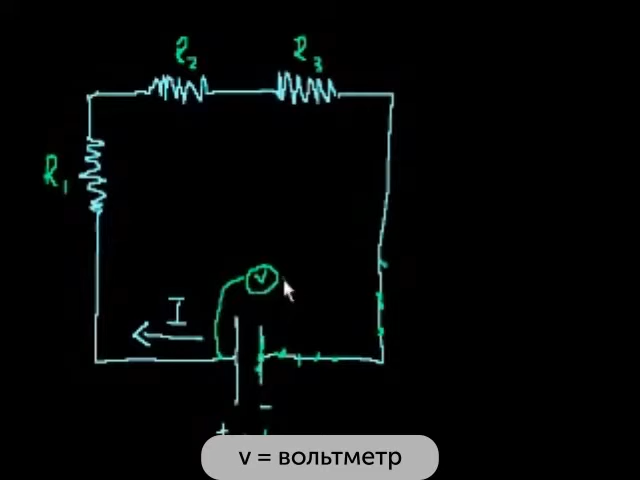 R₂ R₃
R₁
V
I
+ -
v = вольтметр